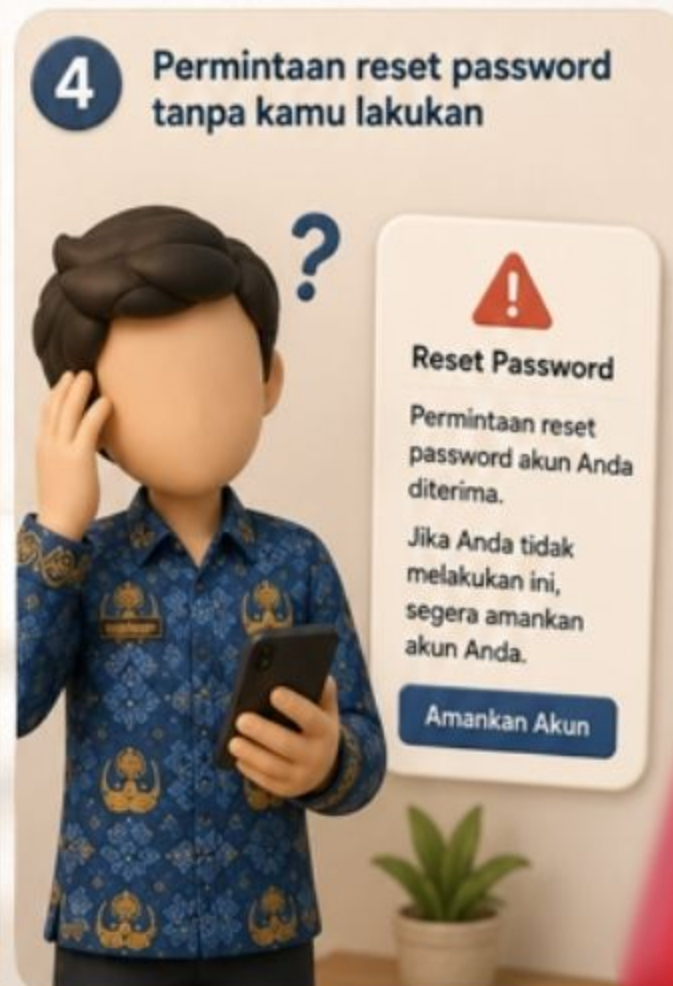 4
Permintaan reset password
tanpa kamu lakukan
?
Reset Password
Permintaan reset
password akun Anda
diterima.
Jika Anda tidak
melakukan ini,
segera amankan
akun Anda.
Amankan Akun